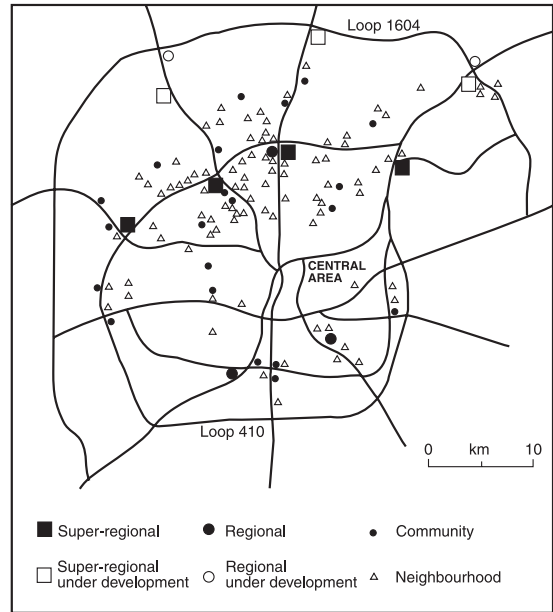 Loop 1604
CENTRAL
AREA
Loop 410
0 km 10
Super-regional
Regional
Community
Super-regional
under development
Regional
under development
Neighbourhood